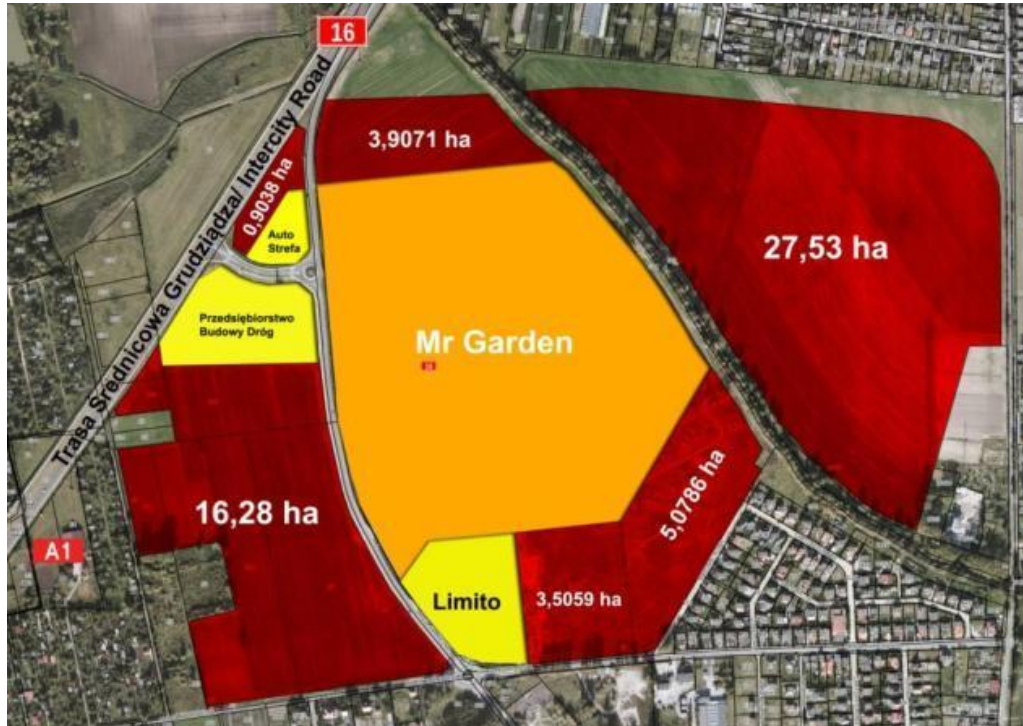 16
Trasa Średnicowa Grudziądza/ Intercity Road
3,9071 ha
0,9038 ha
Auto
Strefa
27,53 ha
Przedsiębiorstwo
Budowy Dróg
Mr Garden
16,28 ha
5,0786 ha
A1
Limito
3,5059 ha